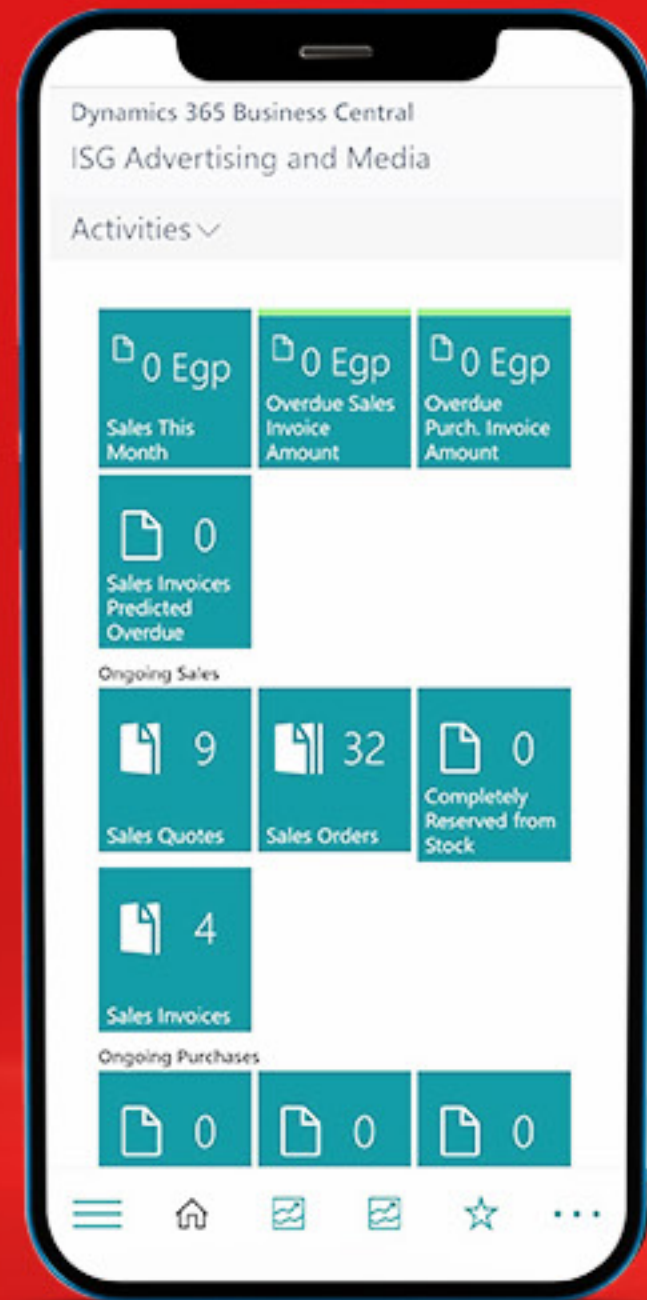 Dynamics 365 Business Central
ISG Advertising and Media
Activities
0 Egp
Sales This
Month
0 Egp
Overdue Sales
Invoice
Amount
0 Egp
Overdue
Purch. Invoice
Amount
0
Sales Invoices
Predicted
Overdue
Ongoing Sales
9
Sales Quotes
32
Sales Orders
0
Completely
Reserved from
Stock
4
Sales Invoices
Ongoing Purchases
0
0
0